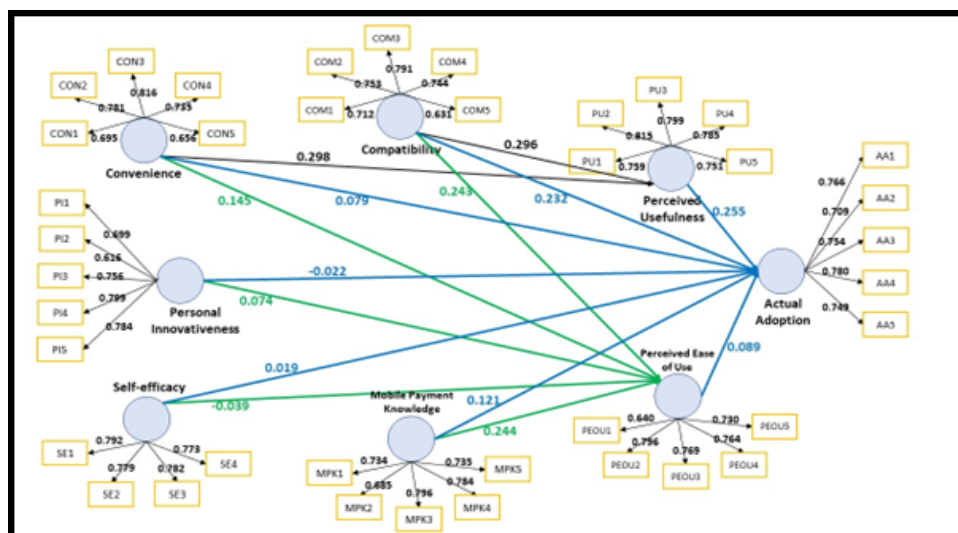 COM3
CON3
COM2
COM4
0.791
CON2
CON4
0.753
0.744
PU3
0.816
0.781
0.735
COM1
COM5
0.712
0.631
PU2
PU4
0.799
CON1
CON5
0.695
0.656
0.815
0.785
AA1
Compatibility
0.296
PU1
PU5
0.759
0.751
Convenience
0.298
0.766
0.145
0.079
0.243
0.232
Perceived
Usefulness
0.255
AA2
0.709
PI1
0.699
PI2
0.616
AA3
0.754
PI3
0.756
-0.022
AA4
0.780
PI4
0.799
0.074
Personal
Innovativeness
Actual
Adoption
0.749
AA5
PI5
0.784
0.019
Perceived Ease
of Use
0.089
Self-efficacy
-0.039
Mobile Payment
Knowledge
0.121
0.244
0.640
0.730
PEOU1
PEOU5
0.796
0.764
0.769
PEOU2
PEOU4
PEOU3
SE1
0.792
0.773
SE4
0.779
0.782
SE2
SE3
MPK1
0.734
0.735
MPK5
0.685
0.784
0.796
MPK2
MPK4
MPK3